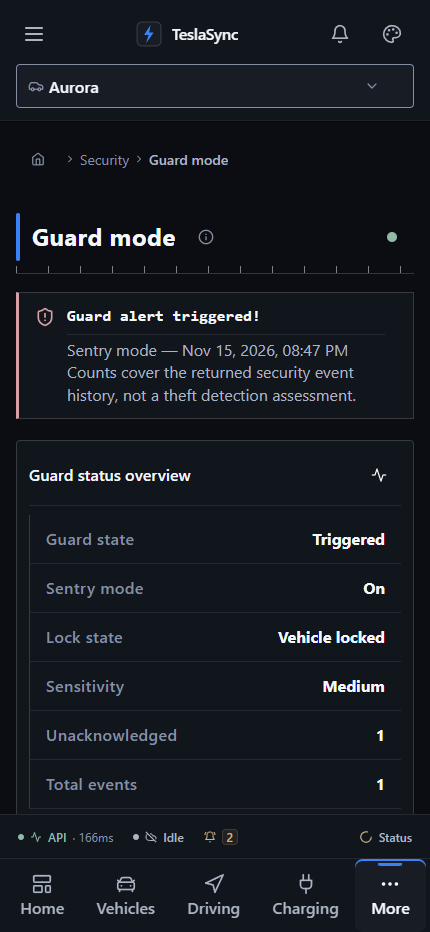 TeslaSync
Aurora
Security
Guard mode
Guard mode
Guard alert triggered!
Sentry mode — Nov 15, 2026, 08:47 PM
Counts cover the returned security event
history, not a theft detection assessment.
Guard status overview
Guard state Triggered
Sentry mode On
Lock state Vehicle locked
Sensitivity Medium
Unacknowledged 1
Total events 1
API · 166ms Idle 2 Status
Home Vehicles Driving Charging More